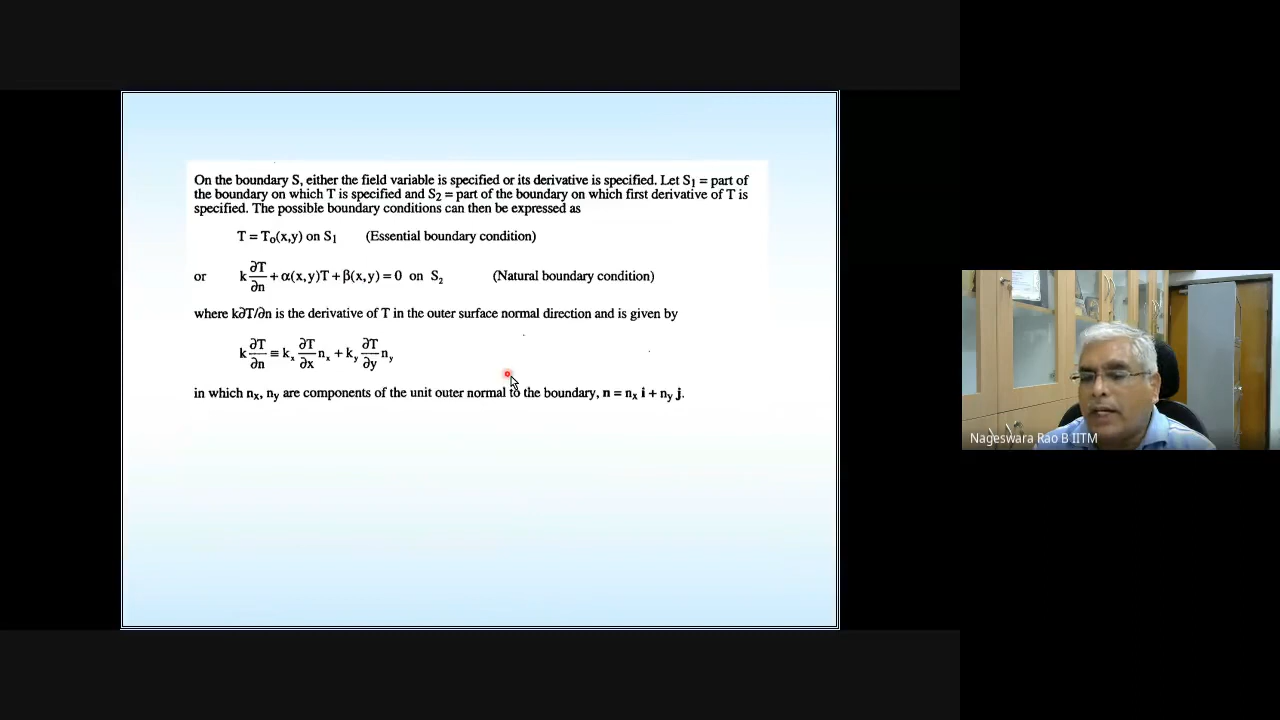 On the boundary S, either the field variable is specified or its derivative is specified. Let S₁ = part of
the boundary on which T is specified and S₂ = part of the boundary on which first derivative of T is
specified. The possible boundary conditions can then be expressed as
T = T₀(x,y) on S₁ (Essential boundary condition)
or k ∂T/∂n + α(x,y)T + β(x,y) = 0 on S₂ (Natural boundary condition)
where k∂T/∂n is the derivative of T in the outer surface normal direction and is given by
k ∂T/∂n ≡ kₓ ∂T/∂x nₓ + k_y ∂T/∂y n_y
in which nₓ, n_y are components of the unit outer normal to the boundary, n = nₓ i + n_y j.
Nageswara Rao B IITM